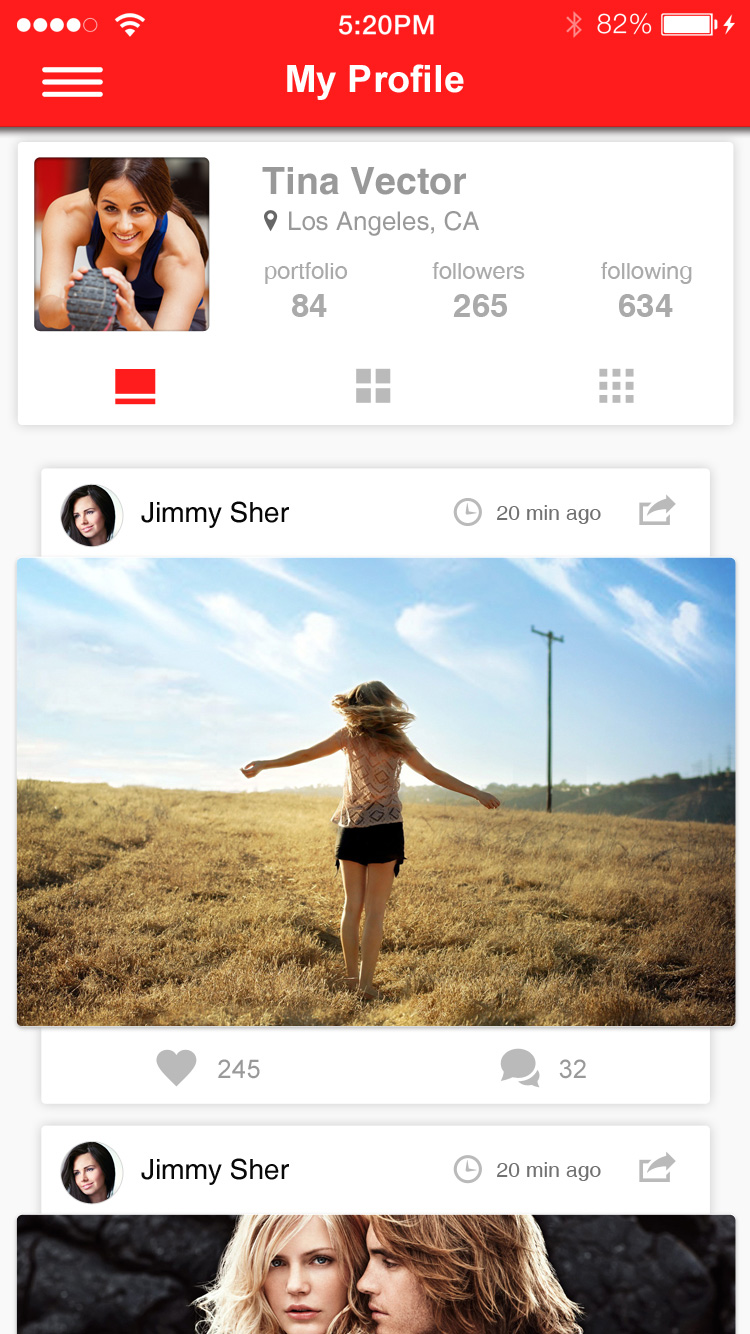 5:20PM 82%
My Profile
Tina Vector
Los Angeles, CA
portfolio followers following
84 265 634
Jimmy Sher 20 min ago
245 32
Jimmy Sher 20 min ago